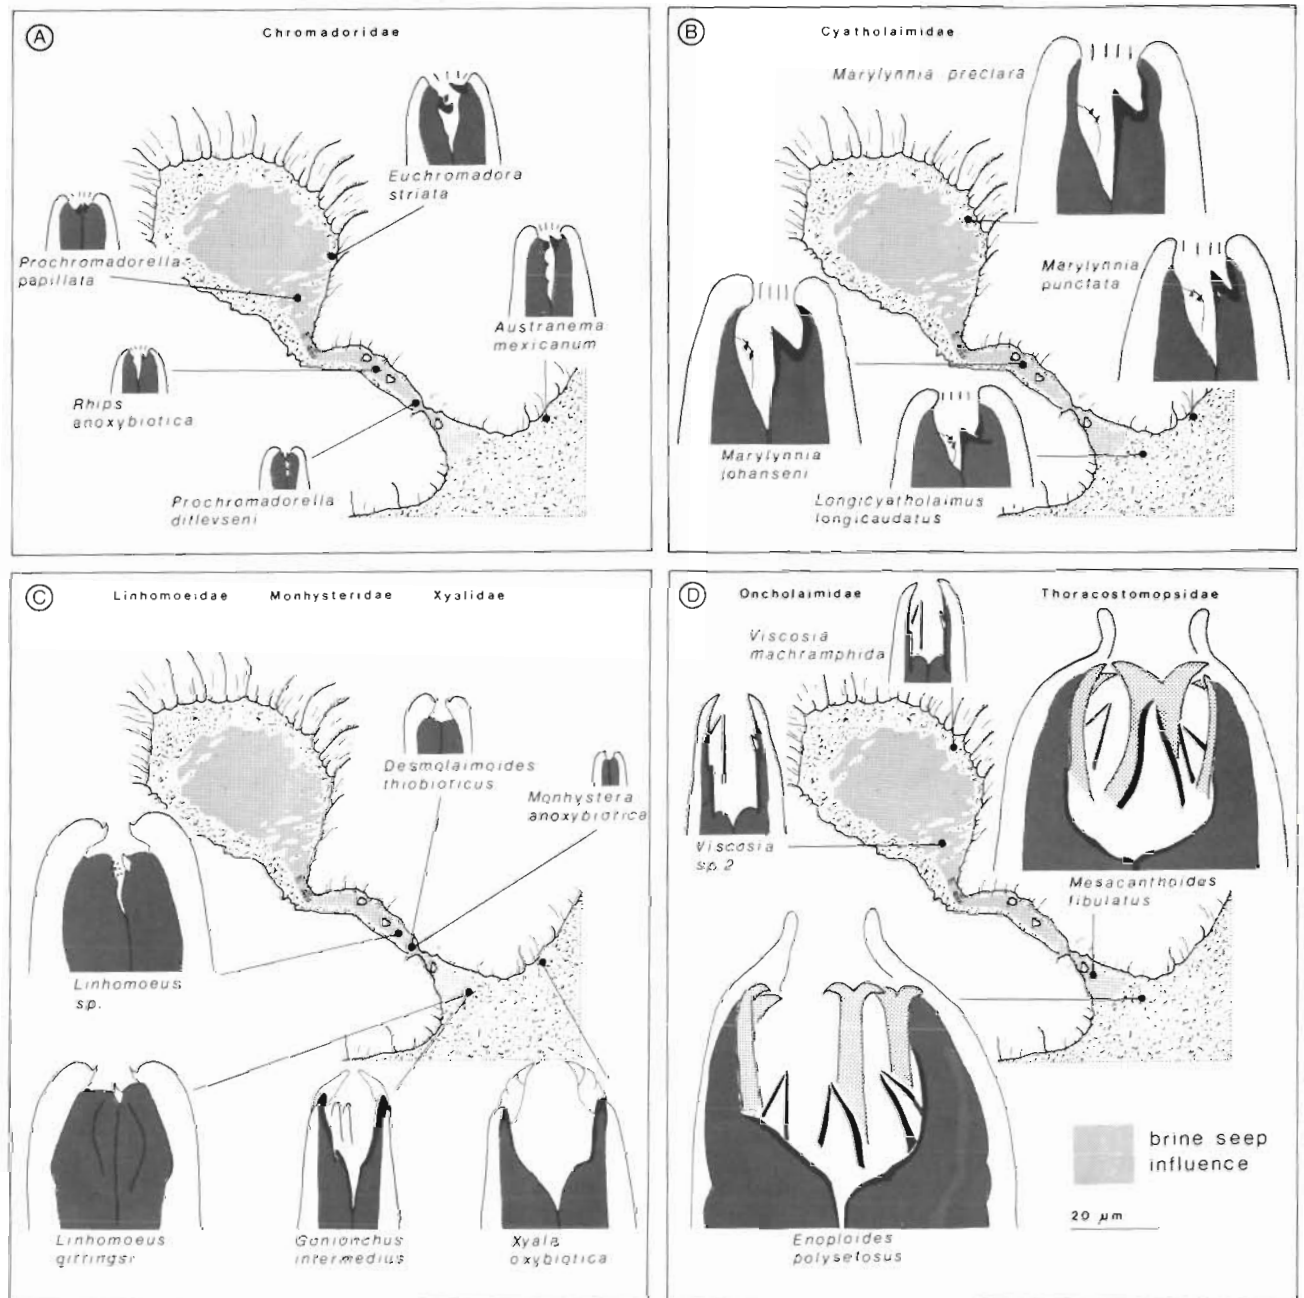 A
Chromadoridae
Euchromadora
striata
Prochromadorella
papillata
Austranema
mexicanum
Rhips
anoxybiotica
Prochromadorella
ditlevseni
B
Cyatholaimidae
Marylynnia preclara
Marylynnia
punctata
Marylynnia
johanseni
Longicyatholaimus
longicaudatus
C
Linhomoeidae Monhysteridae Xyalidae
Desmolaimoides
thiobioticus
Monhystera
anoxybiotica
Linhomoeus
sp.
Linhomoeus
gittingsi
Gonionchus
intermedius
Xyala
oxybiotica
D
Oncholaimidae Thoracostomopsidae
Viscosia
machramphida
Viscosia
sp.2
Mesacanthoides
fibulatus
Enoploides
polysetosus
brine seep
influence
20 µm